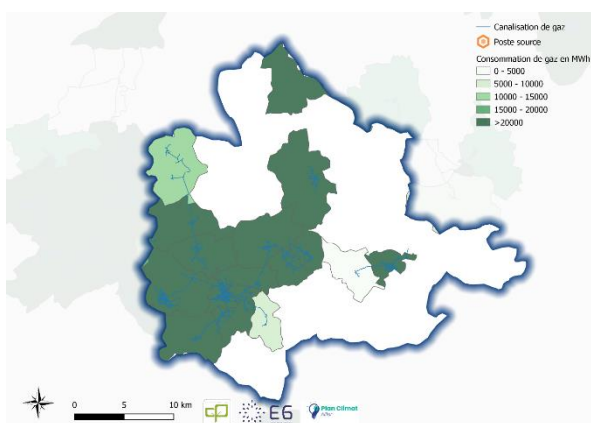 Canalisation de gaz
Poste source
Consommation de gaz en MWh
0 - 5000
5000 - 10000
10000 - 15000
15000 - 20000
>20000
0 5 10 km
E6
Plan Climat